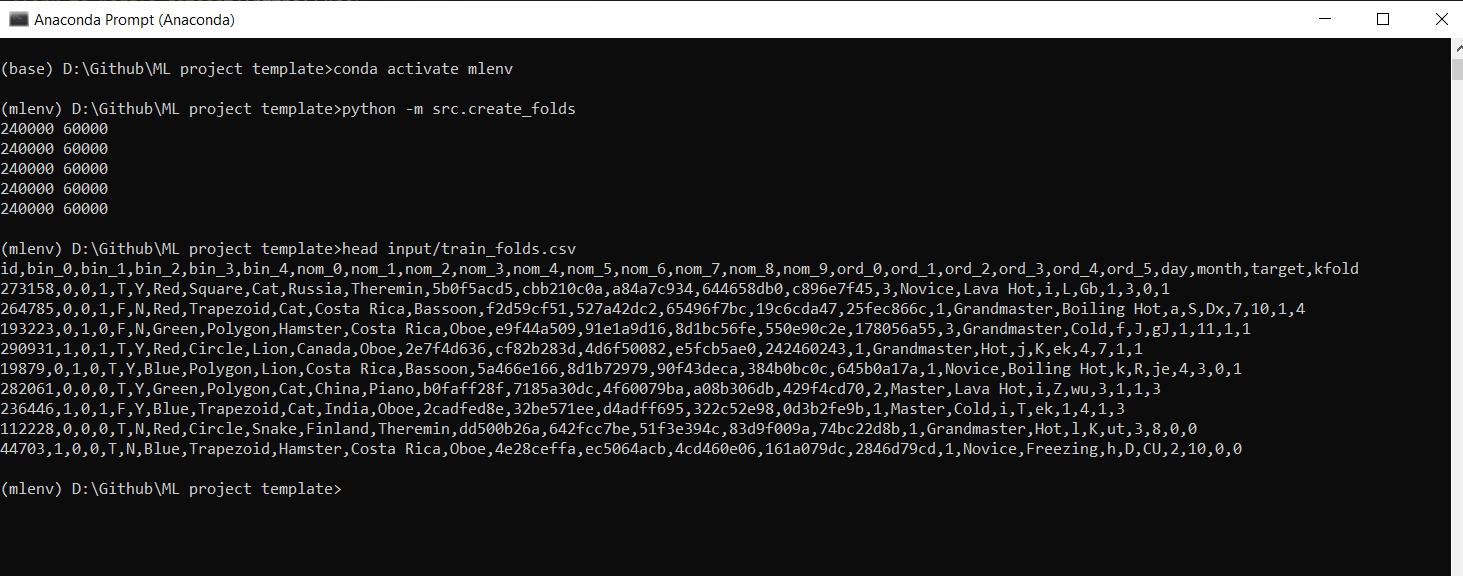 Anaconda Prompt (Anaconda)
(base) D:\Github\ML project template>conda activate mlenv
(mlenv) D:\Github\ML project template>python -m src.create_folds
240000 60000
240000 60000
240000 60000
240000 60000
240000 60000
(mlenv) D:\Github\ML project template>head input/train_folds.csv
id,bin_0,bin_1,bin_2,bin_3,bin_4,nom_0,nom_1,nom_2,nom_3,nom_4,nom_5,nom_6,nom_7,nom_8,nom_9,ord_0,ord_1,ord_2,ord_3,ord_4,ord_5,day,month,target,kfold
273158,0,0,1,T,Y,Red,Square,Cat,Russia,Theremin,5b0f5acd5,cbb210c0a,a84a7c934,644658db0,c896e7f45,3,Novice,Lava Hot,i,L,Gb,1,3,0,1
264785,0,0,1,F,N,Red,Trapezoid,Cat,Costa Rica,Bassoon,f2d59cf51,527a42dc2,65496f7bc,19c6cda47,25fec866c,1,Grandmaster,Boiling Hot,a,S,Dx,7,10,1,4
193223,0,1,0,F,N,Green,Polygon,Hamster,Costa Rica,Oboe,e9f44a509,91e1a9d16,8d1bc56fe,550e90c2e,178056a55,3,Grandmaster,Cold,f,J,gJ,1,11,1,1
290931,1,0,1,T,Y,Red,Circle,Lion,Canada,Oboe,2e7f4d636,cf82b283d,4d6f50082,e5fcb5ae0,242460243,1,Grandmaster,Hot,j,K,ek,4,7,1,1
19879,0,1,0,T,Y,Blue,Polygon,Lion,Costa Rica,Bassoon,5a466e166,8d1b72979,90f43deca,384b0bc0c,645b0a17a,1,Novice,Boiling Hot,k,R,je,4,3,0,1
282061,0,0,0,T,Y,Green,Polygon,Cat,China,Piano,b0faff28f,7185a30dc,4f60079ba,a08b306db,429f4cd70,2,Master,Lava Hot,i,Z,wu,3,1,1,3
236446,1,0,1,F,Y,Blue,Trapezoid,Cat,India,Oboe,2cadfed8e,32be571ee,d4adff695,322c52e98,0d3b2fe9b,1,Master,Cold,i,T,ek,1,4,1,3
112228,0,0,0,T,N,Red,Circle,Snake,Finland,Theremin,dd500b26a,642fcc7be,51f3e394c,83d9f009a,74bc22d8b,1,Grandmaster,Hot,l,K,ut,3,8,0,0
44703,1,0,0,T,N,Blue,Trapezoid,Hamster,Costa Rica,Oboe,4e28ceffa,ec5064acb,4cd460e06,161a079dc,2846d79cd,1,Novice,Freezing,h,D,CU,2,10,0,0
(mlenv) D:\Github\ML project template>